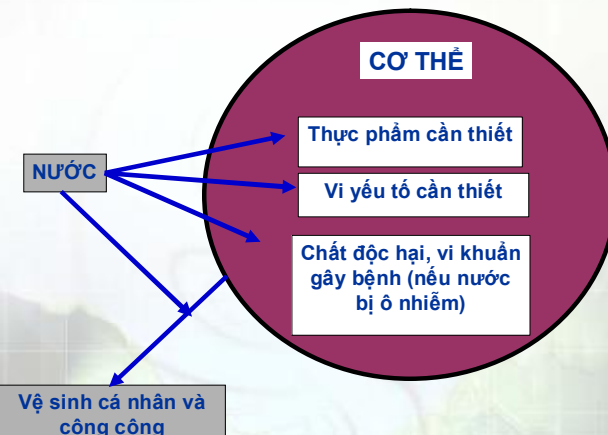 CƠ THỂ
Thực phẩm cần thiết
NƯỚC
Vi yếu tố cần thiết
Chất độc hại, vi khuẩn
gây bệnh (nếu nước
bị ô nhiễm)
Vệ sinh cá nhân và
công công